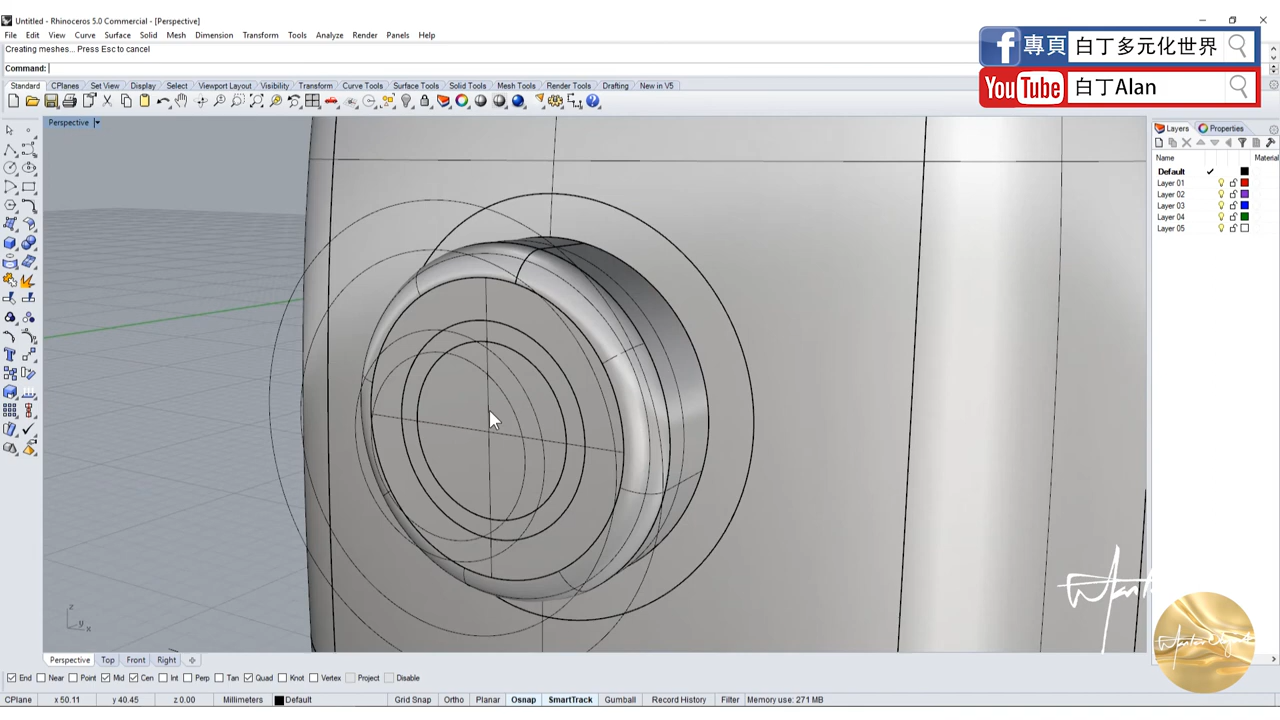 Untitled - Rhinoceros 5.0 Commercial - [Perspective]
File Edit View Curve Surface Solid Mesh Dimension Transform Tools Analyze Render Panels Help
Creating meshes... Press Esc to cancel
Command:
專頁 白丁多元化世界
YouTube 白丁Alan
Standard CPlanes Set View Display Select Viewport Layout Visibility Transform Curve Tools Surface Tools Solid Tools Mesh Tools Render Tools Drafting New in V5
Perspective
Layers Properties
Name Material
Default
Layer 01
Layer 02
Layer 03
Layer 04
Layer 05
z
y
x
Perspective Top Front Right
End Near Point Mid Cen Int Perp Tan Quad Knot Vertex Project Disable
CPlane x 50.11 y 40.45 z 0.00 Millimeters Default Grid Snap Ortho Planar Osnap SmartTrack Gumball Record History Filter Memory use: 271 MB